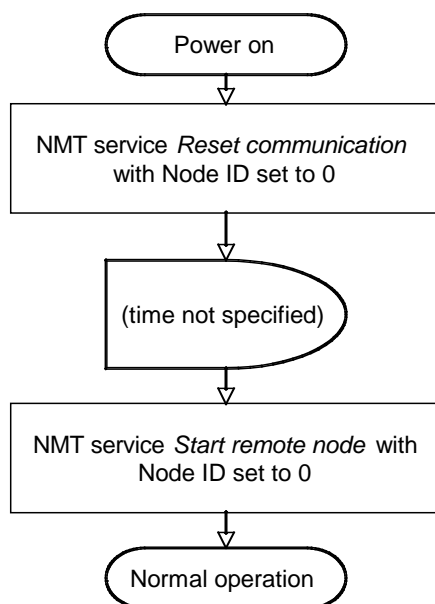 Power on
NMT service Reset communication
with Node ID set to 0
(time not specified)
NMT service Start remote node with
Node ID set to 0
Normal operation